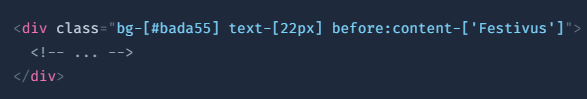 <div class="bg-[#bada55] text-[22px] before:content-['Festivus']">
<!-- ... -->
</div>